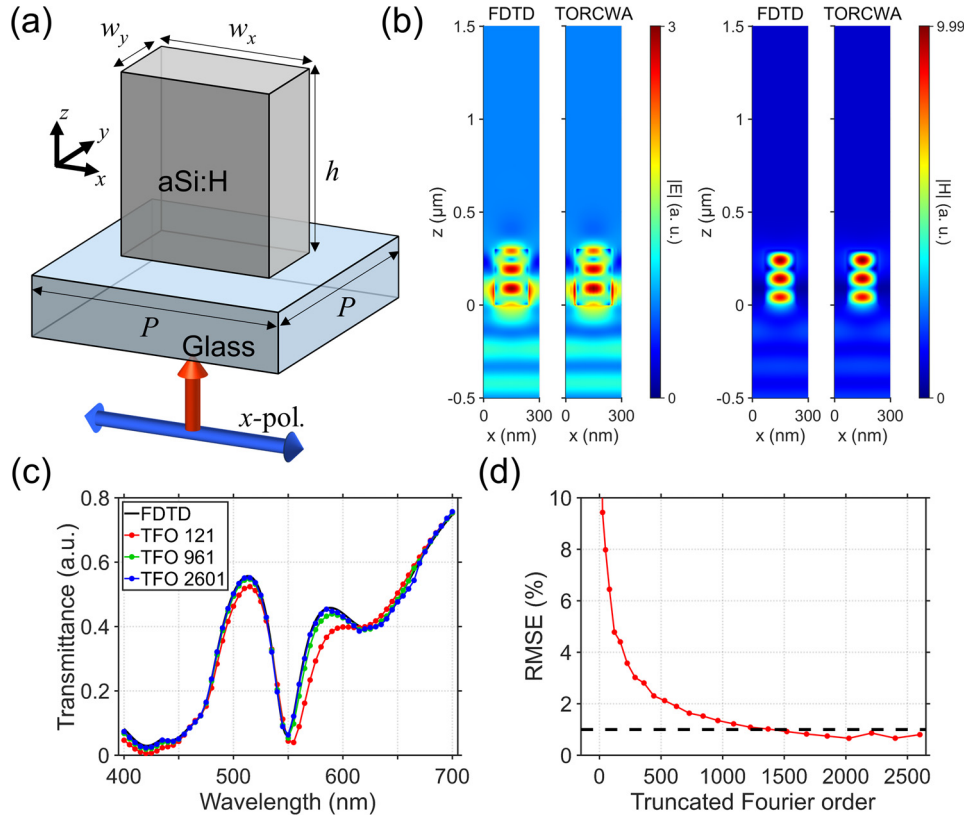 (a)
w_y
w_x
z
y
x
aSi:H
h
P
P
Glass
x-pol.
(b)
FDTD TORCWA
3
|E| (a. u.)
0
z (μm)
1.5
1
0.5
0
-0.5
0 300 0 300
x (nm) x (nm)
FDTD TORCWA
9.99
|H| (a. u.)
0
z (μm)
1.5
1
0.5
0
-0.5
0 300 0 300
x (nm) x (nm)
(c)
FDTD
TFO 121
TFO 961
TFO 2601
Transmittance (a.u.)
0.8
0.6
0.4
0.2
0
400 500 600 700
Wavelength (nm)
(d)
RMSE (%)
10
8
6
4
2
0
0 500 1000 1500 2000 2500
Truncated Fourier order